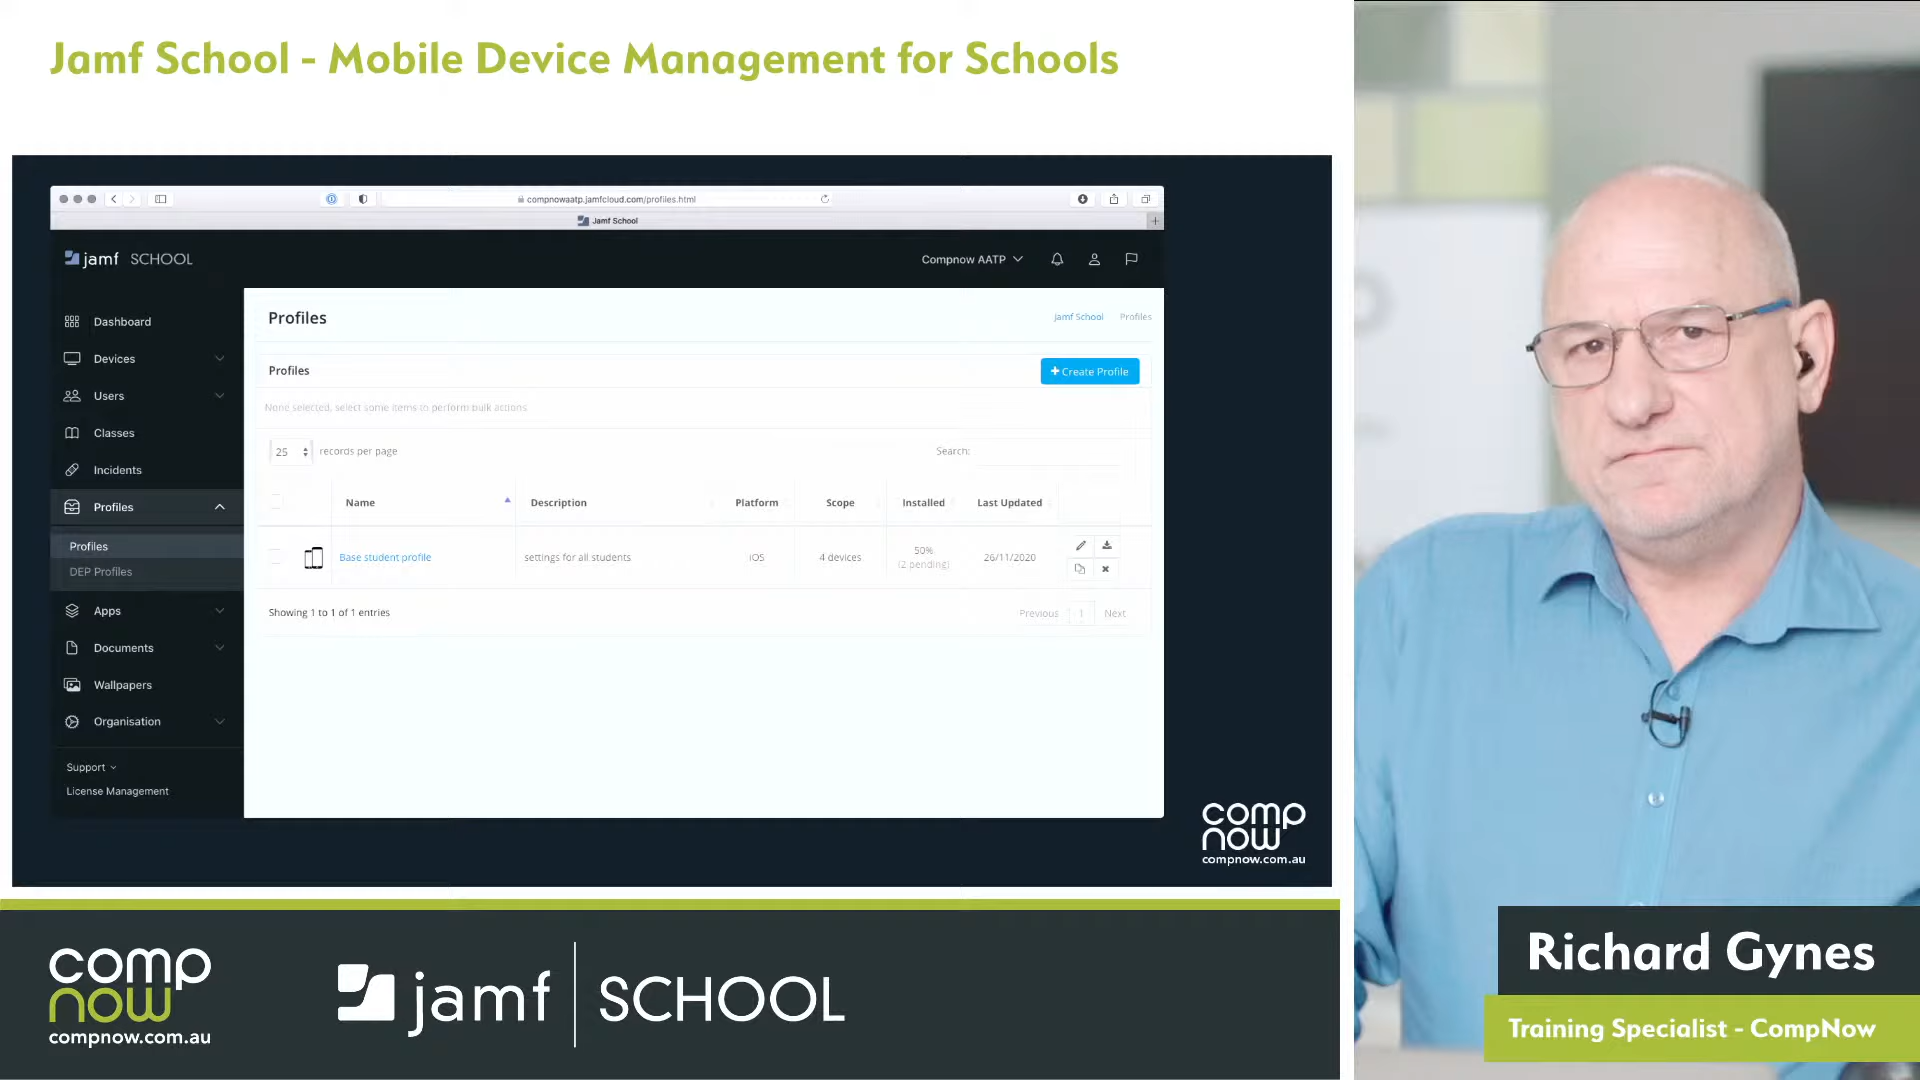 Jamf School - Mobile Device Management for Schools
compnowaatp.jamfcloud.com/profiles.html
Jamf School
jamf SCHOOL
Compnow AATP
Dashboard
Devices
Users
Classes
Incidents
Profiles
Profiles
DEP Profiles
Apps
Documents
Wallpapers
Organisation
Support
License Management
Profiles
Jamf School Profiles
Profiles
+ Create Profile
None selected, select some items to perform bulk actions.
25 records per page
Search:
Name Description Platform Scope Installed Last Updated
Base student profile settings for all students iOS 4 devices 50% (2 pending) 26/11/2020
Showing 1 to 1 of 1 entries
Previous 1 Next
comp
now
compnow.com.au
comp
now
compnow.com.au
jamf SCHOOL
Richard Gynes
Training Specialist - CompNow